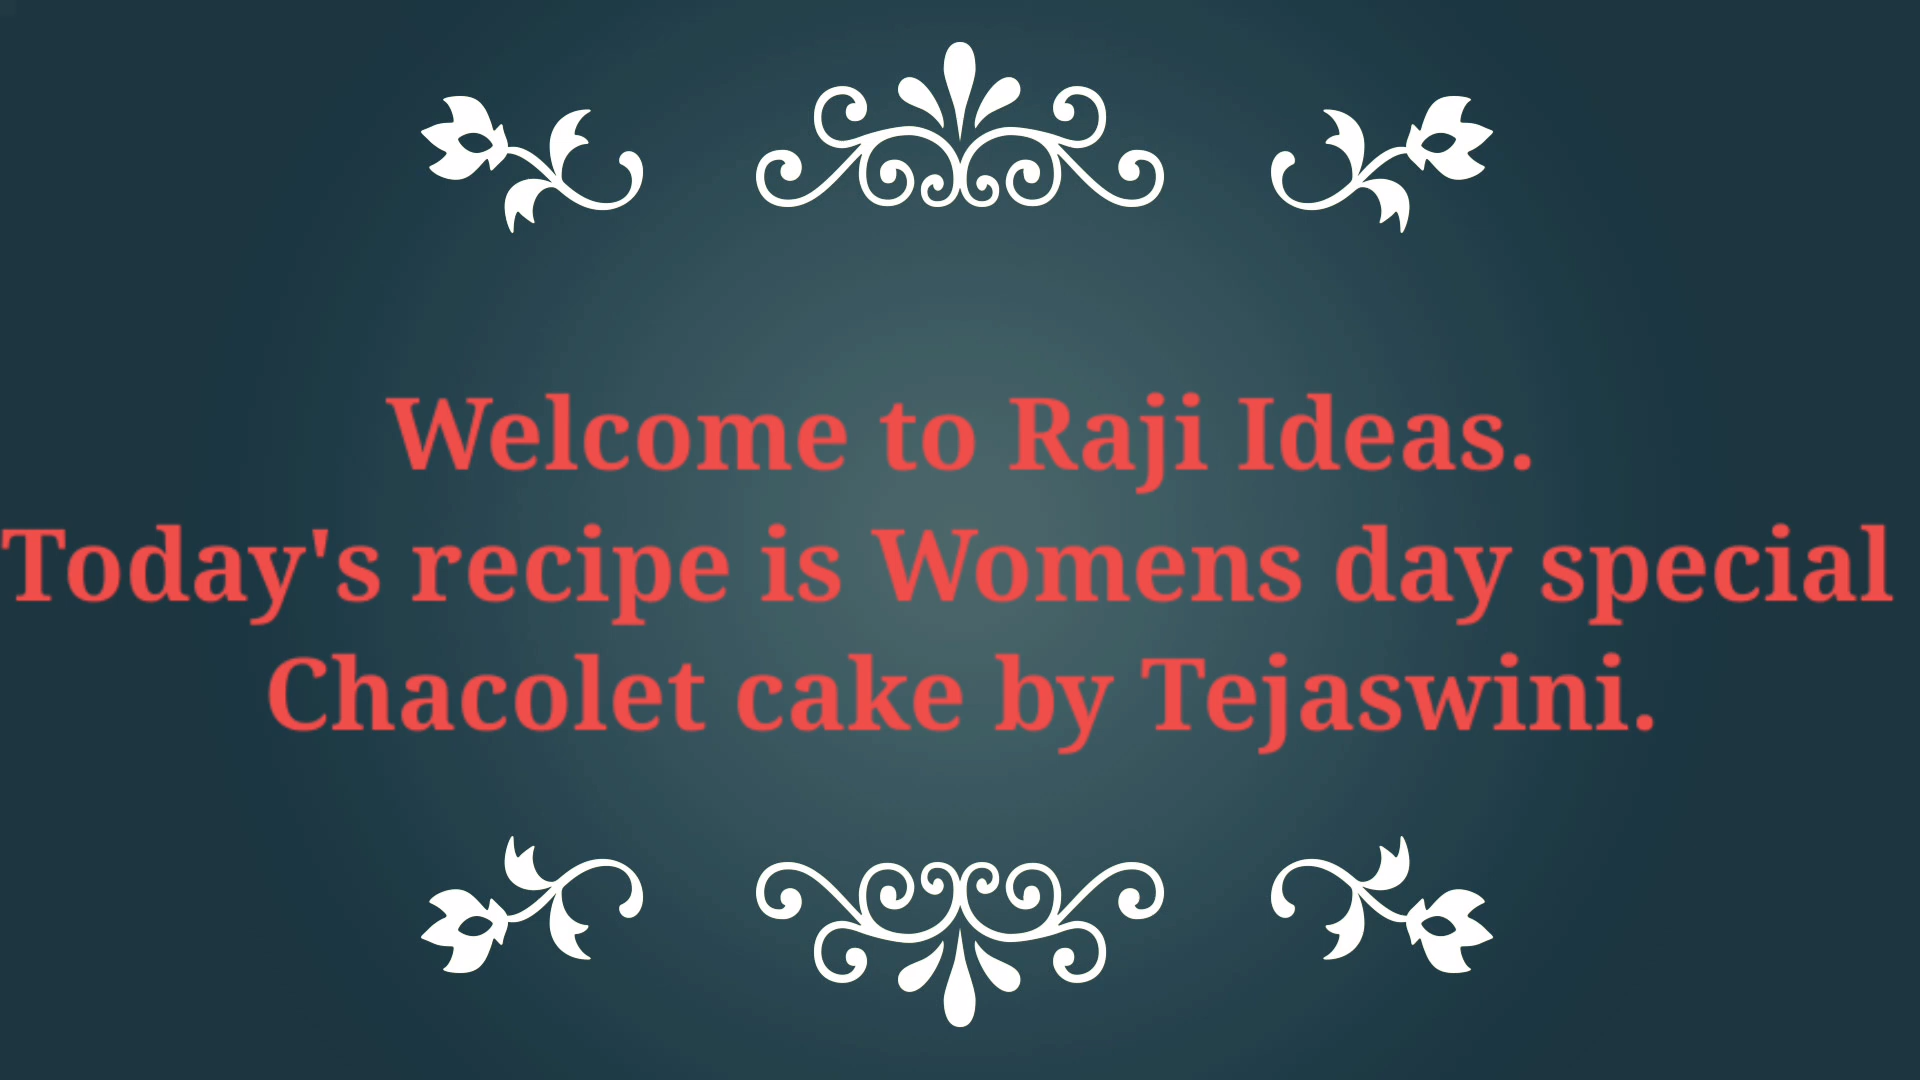 Welcome to Raji Ideas.
Today's recipe is Womens day special
Chacolet cake by Tejaswini.